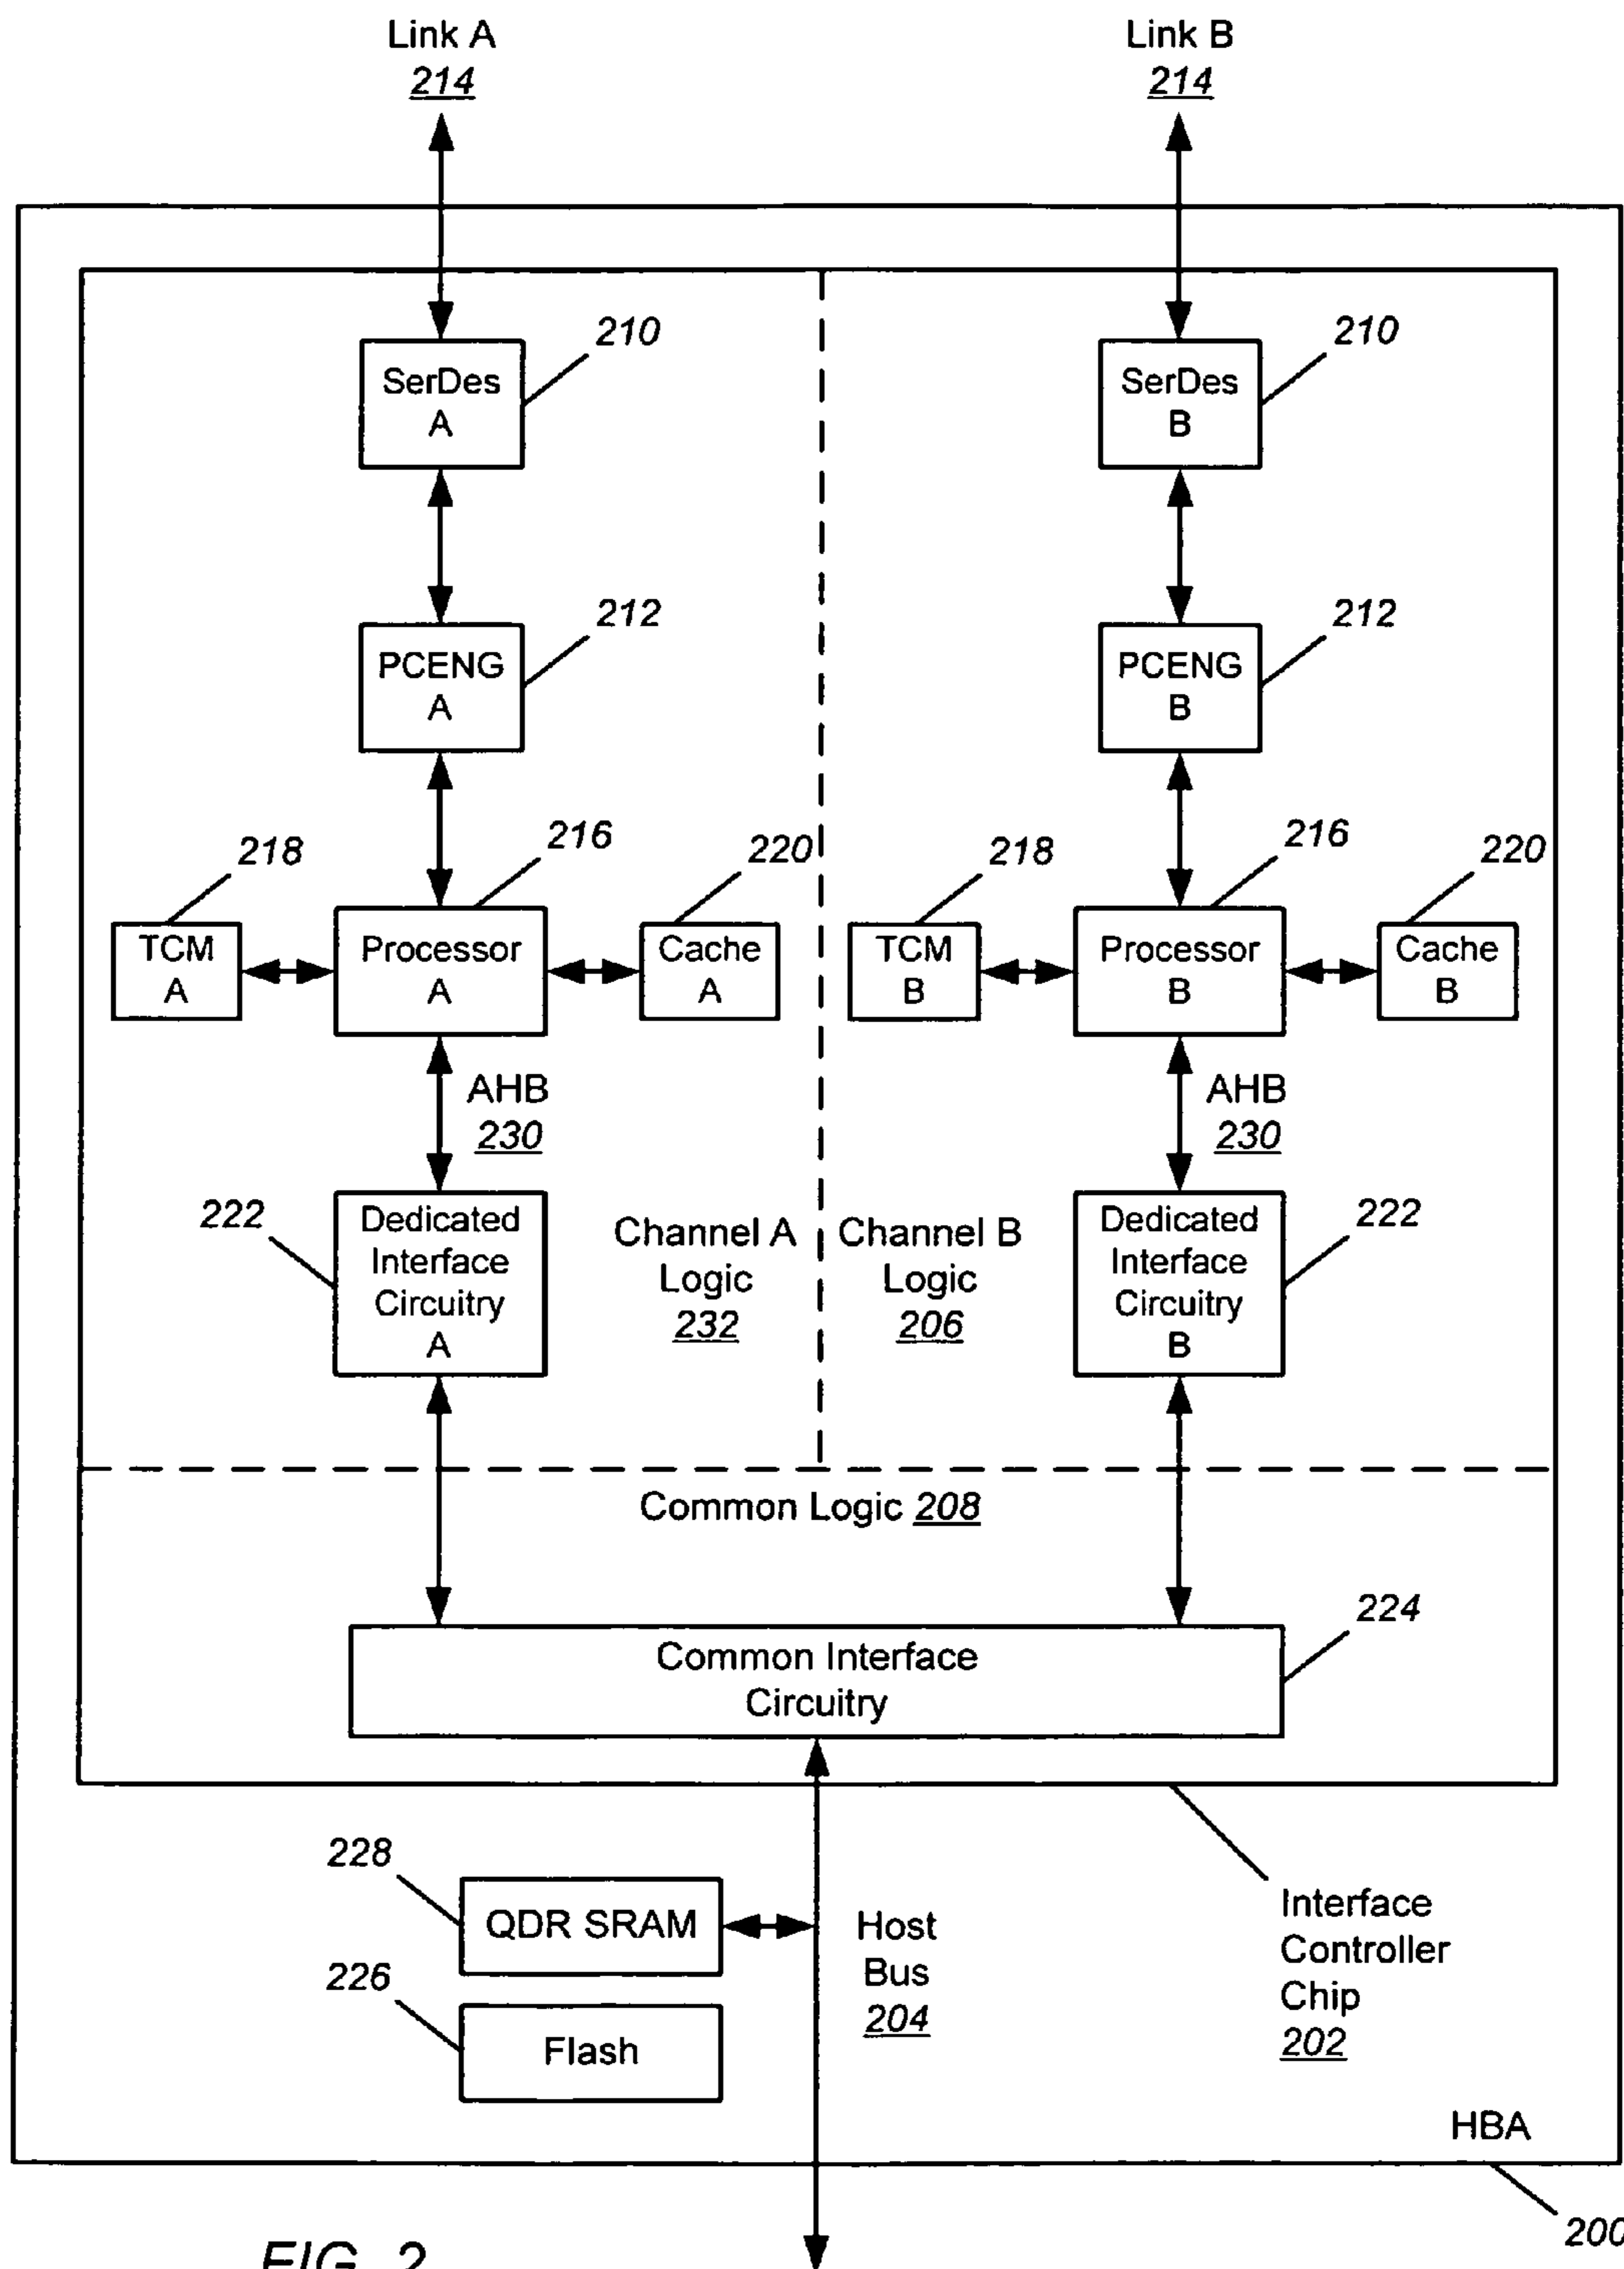 Link A
214
Link B
214
210
SerDes
A
210
SerDes
B
212
PCENG
A
212
PCENG
B
218
216
220
218
216
220
TCM
A
Processor
A
Cache
A
TCM
B
Processor
B
Cache
B
AHB
230
AHB
230
222
Dedicated
Interface
Circuitry
A
Channel A
Logic
232
Channel B
Logic
206
Dedicated
Interface
Circuitry
B
222
Common Logic 208
224
Common Interface
Circuitry
228
QDR SRAM
226
Flash
Host
Bus
204
Interface
Controller
Chip
202
HBA
200
FIG. 2